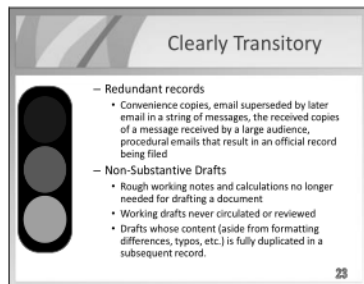 Clearly Transitory
– Redundant records
• Convenience copies, email superseded by later
email in a string of messages, the received copies
of a message received by a large audience,
procedural emails that result in an official record
being filed
– Non-Substantive Drafts
• Rough working notes and calculations no longer
needed for drafting a document
• Working drafts never circulated or reviewed
• Drafts whose content (aside from formatting
differences, typos, etc.) is fully duplicated in a
subsequent record.
23